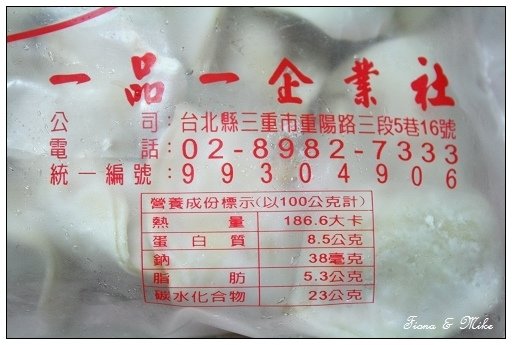 一品一企業社
公司:台北縣三重市重陽路三段5巷16號
電話:02-8982-7333
統一編號:99304906
營養成份標示(以100公克計)
熱量 186.6大卡
蛋白質 8.5公克
鈉 38毫克
脂肪 5.3公克
碳水化合物 23公克
Fiona & Mike